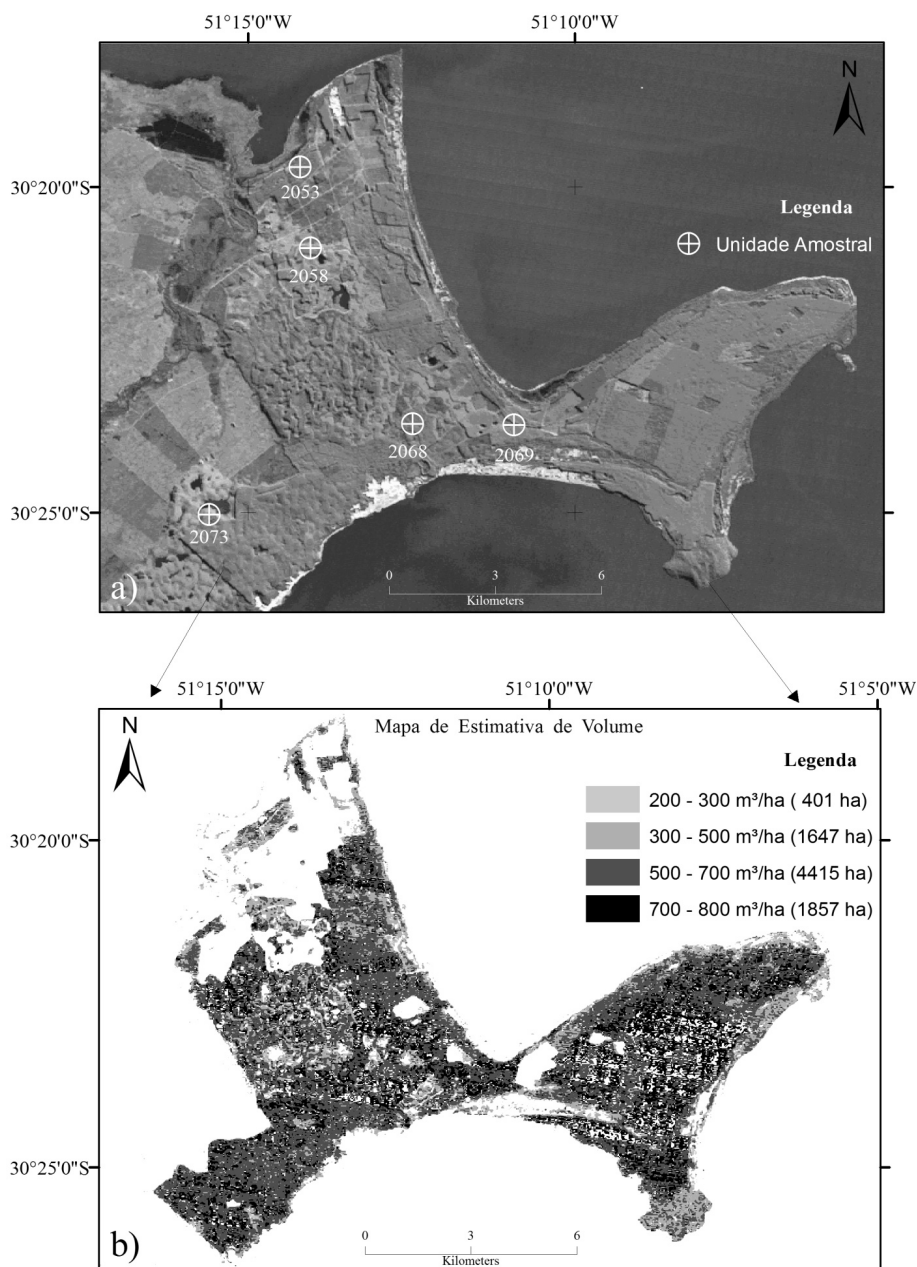 51°15'0"W 51°10'0"W
N
30°20'0"S
2053
Legenda
Unidade Amostral
2058
2068
2069
30°25'0"S
2073
0 3 6
Kilometers
a)
51°15'0"W 51°10'0"W 51°5'0"W
N
Mapa de Estimativa de Volume
Legenda
200 - 300 m³/ha ( 401 ha)
30°20'0"S
300 - 500 m³/ha (1647 ha)
500 - 700 m³/ha (4415 ha)
700 - 800 m³/ha (1857 ha)
30°25'0"S
b)
0 3 6
Kilometers